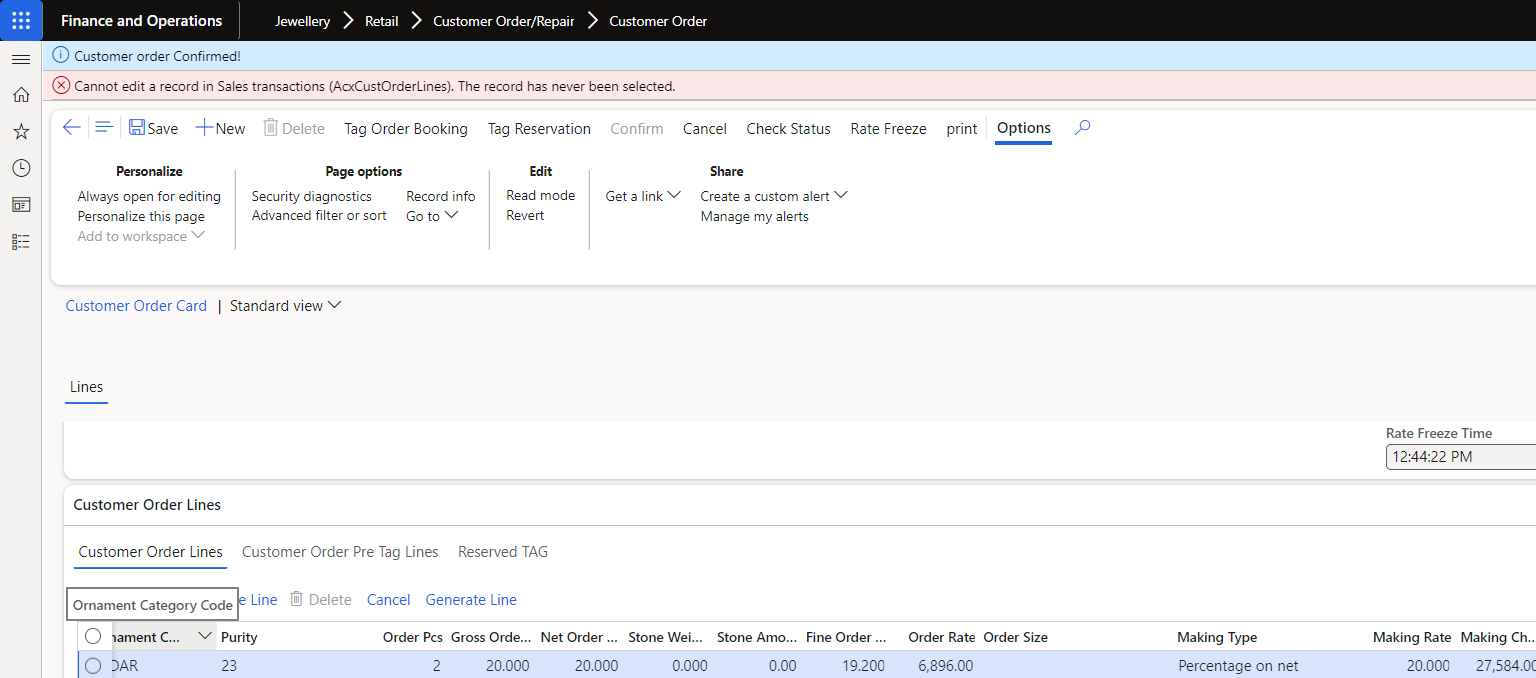 Finance and Operations Jewellery Retail Customer Order/Repair Customer Order
Customer order Confirmed!
Cannot edit a record in Sales transactions (AcxCustOrderLines). The record has never been selected.
Save New Delete Tag Order Booking Tag Reservation Confirm Cancel Check Status Rate Freeze print Options
Personalize Page options Edit Share
Always open for editing Security diagnostics Record info Read mode Get a link Create a custom alert
Personalize this page Advanced filter or sort Go to Revert Manage my alerts
Add to workspace
Customer Order Card | Standard view
Lines
Rate Freeze Time
12:44:22 PM
Customer Order Lines
Customer Order Lines Customer Order Pre Tag Lines Reserved TAG
Ornament Category Code e Line Delete Cancel Generate Line
nament C... Purity Order Pcs Gross Orde... Net Order ... Stone Wei... Stone Amo... Fine Order ... Order Rate Order Size Making Type Making Rate Making Ch...
DAR 23 2 20.000 20.000 0.000 0.00 19.200 6,896.00 Percentage on net 20.000 27,584.00